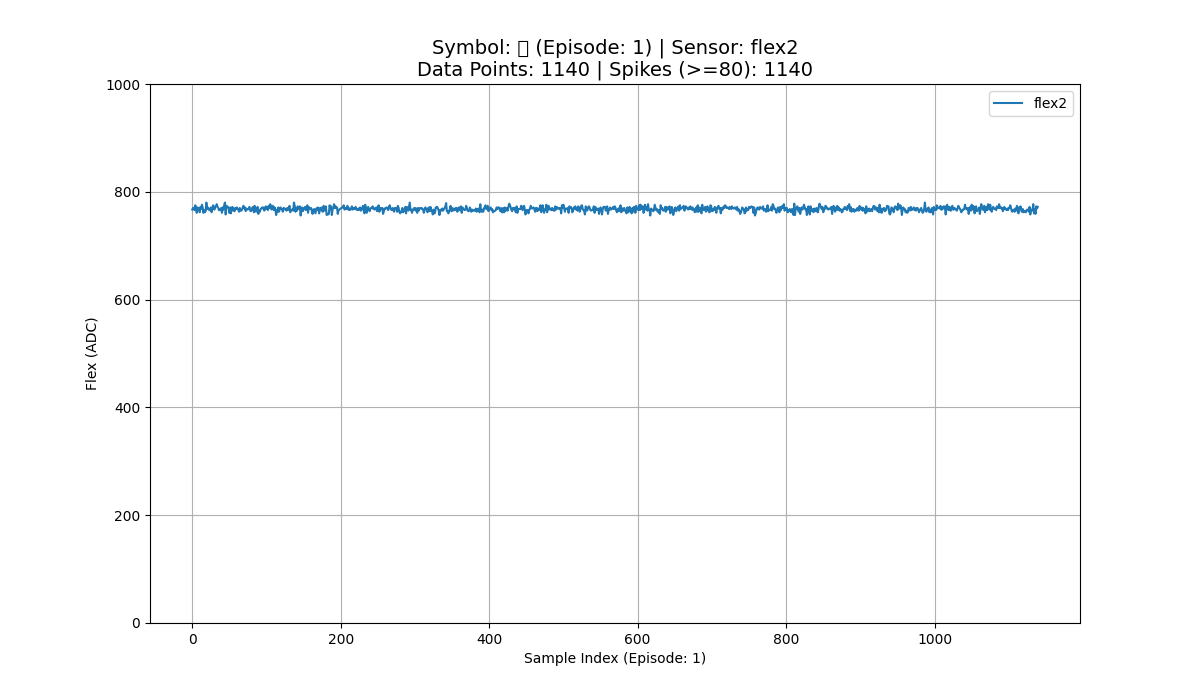 Symbol: (Episode: 1) | Sensor: flex2
Data Points: 1140 | Spikes (>=80): 1140
1000
flex2
800
600
400
200
0
Flex (ADC)
0 200 400 600 800 1000
Sample Index (Episode: 1)